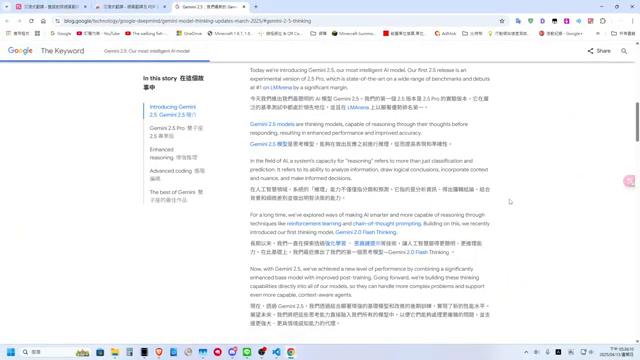 Gemini 2.5: 我們最新的 Gem
blog.google/technology/google-deepmind/gemini-model-thinking-updates-march-2025/#gemini-2-5-thinking
Google
The Keyword
Gemini 2.5: Our most intelligent AI model
Share
In this story 在這個故
事中
Introducing Gemini
2.5: Gemini 2.5 簡介
Gemini 2.5 Pro 雙子座
2.5 專業版
Enhanced
reasoning 增強推理
Advanced coding 進階
編碼
The best of Gemini 雙
子座的最佳作品
Today we're introducing Gemini 2.5, our most intelligent AI model. Our first 2.5 release is an
experimental version of 2.5 Pro, which is state-of-the-art on a wide range of benchmarks and debuts
at #1 on LMArena by a significant margin.
今天我們推出我們最聰明的 AI 模型 Gemini 2.5。我們的第一個 2.5 版本是 2.5 Pro 的實驗版本，它在廣
泛的基準測試中都處於領先地位，並且在 LMArena 上以顯著優勢排名第一。
Gemini 2.5 models are thinking models, capable of reasoning through their thoughts before
responding, resulting in enhanced performance and improved accuracy.
Gemini 2.5 模型是思考模型，能夠在做出反應之前進行推理，從而提高表現和準確性。
In the field of AI, a system's capacity for "reasoning" refers to more than just classification and
prediction. It refers to its ability to analyze information, draw logical conclusions, incorporate context
and nuance, and make informed decisions.
在人工智慧領域，系統的「推理」能力不僅僅指分類和預測。它指的是分析資訊、得出邏輯結論、結合
背景和細微差別並做出明智決策的能力。
For a long time, we've explored ways of making AI smarter and more capable of reasoning through
techniques like reinforcement learning and chain-of-thought prompting. Building on this, we recently
introduced our first thinking model, Gemini 2.0 Flash Thinking.
長期以來，我們一直在探索透過強化學習 、 思路鏈提示等技術，讓人工智慧變得更聰明、更有推理能
力。在此基礎上，我們最近推出了我們的第一個思考模型—Gemini 2.0 Flash Thinking 。
Now, with Gemini 2.5, we've achieved a new level of performance by combining a significantly
enhanced base model with improved post-training. Going forward, we're building these thinking
capabilities directly into all of our models, so they can handle more complex problems and support
even more capable, context-aware agents.
現在，透過 Gemini 2.5，我們透過結合顯著增強的基礎模型和改進的後期訓練，實現了新的性能水平。
展望未來，我們將把這些思考能力直接融入我們所有的模型中，以便它們能夠處理更複雜的問題，並支
援更強大、更具情境感知能力的代理。
搜尋
2025/04/13